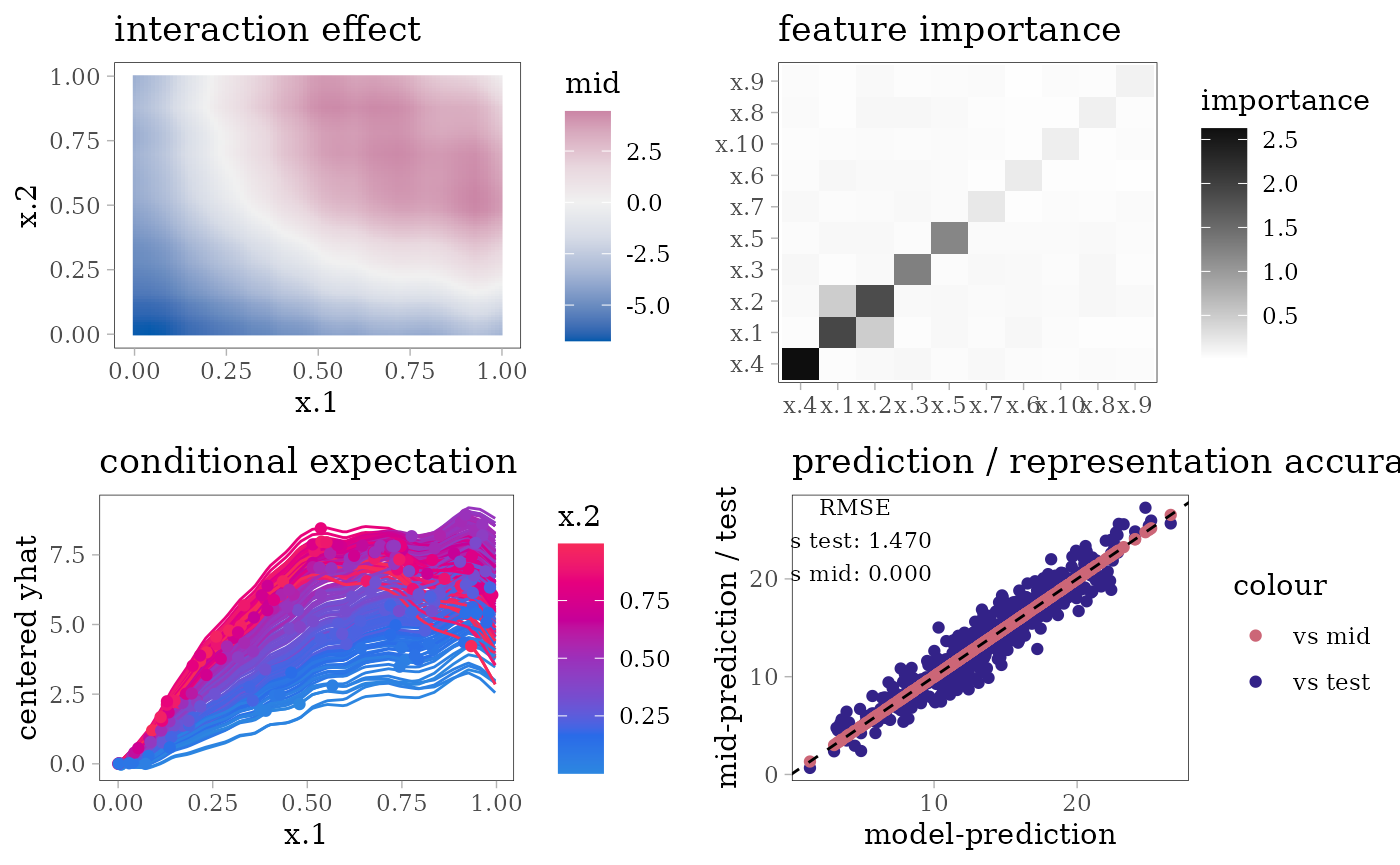 interaction effect
mid
1.00
0.75
0.50
0.25
0.00
x.2
2.5
0.0
-2.5
-5.0
0.00 0.25 0.50 0.75 1.00
x.1
feature importance
importance
x.9
x.8
x.10
x.6
x.7
x.5
x.3
x.2
x.1
x.4
2.5
2.0
1.5
1.0
0.5
x.4 x.1 x.2 x.3 x.5 x.7 x.6 x.10 x.8 x.9
conditional expectation
x.2
centered yhat
7.5
5.0
2.5
0.0
0.75
0.50
0.25
0.00 0.25 0.50 0.75 1.00
x.1
prediction / representation accura
mid-prediction / test
RMSE
s test: 1.470
s mid: 0.000
20
10
0
10 20
model-prediction
colour
vs mid
vs test